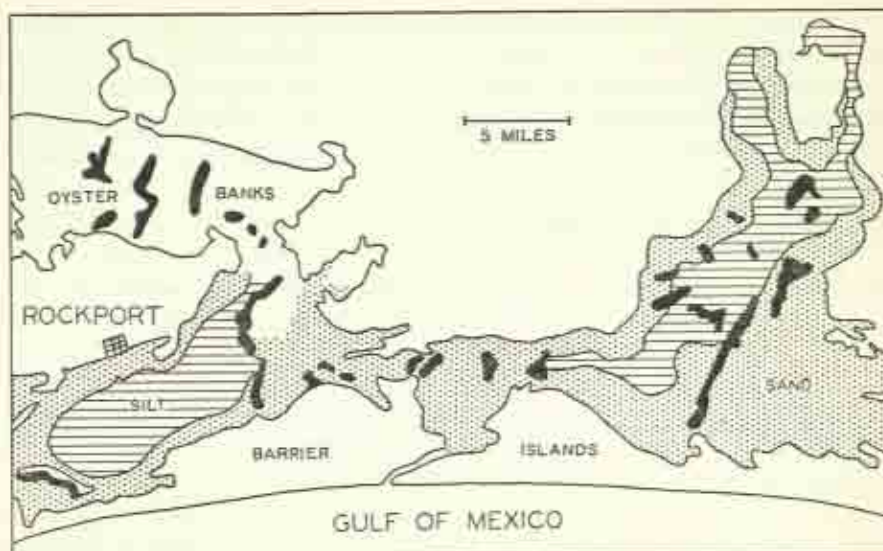 5 MILES
OYSTER BANKS
ROCKPORT
SILT
SAND
BARRIER ISLANDS
GULF OF MEXICO